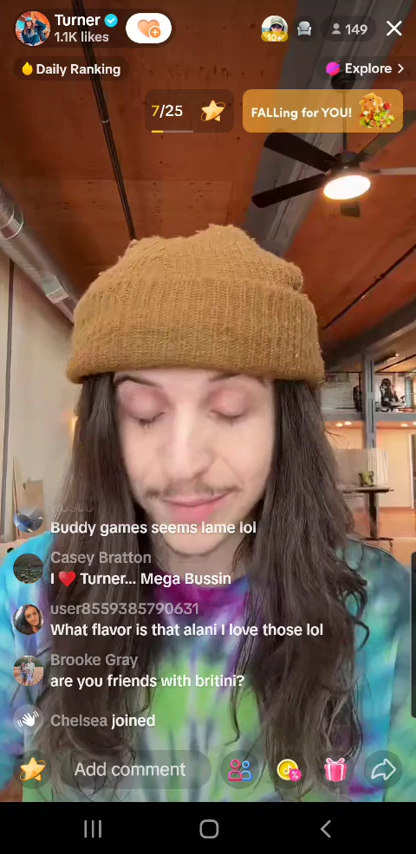 Turner
1.1K likes
10+
149
Daily Ranking
Explore >
7/25
FALLing for YOU!
Buddy games seems lame lol
Casey Bratton
I ❤️ Turner... Mega Bussin
user8559385790631
What flavor is that alani I love those lol
Brooke Gray
are you friends with britini?
Chelsea joined
Add comment